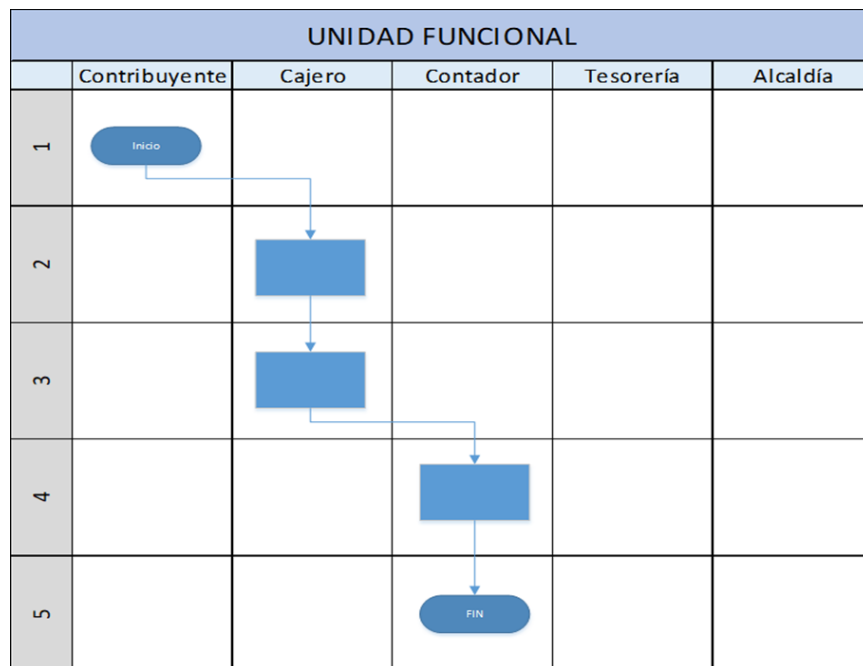 UNIDAD FUNCIONAL
Contribuyente Cajero Contador Tesorería Alcaldía
1
Inicio
2
3
4
5
FIN